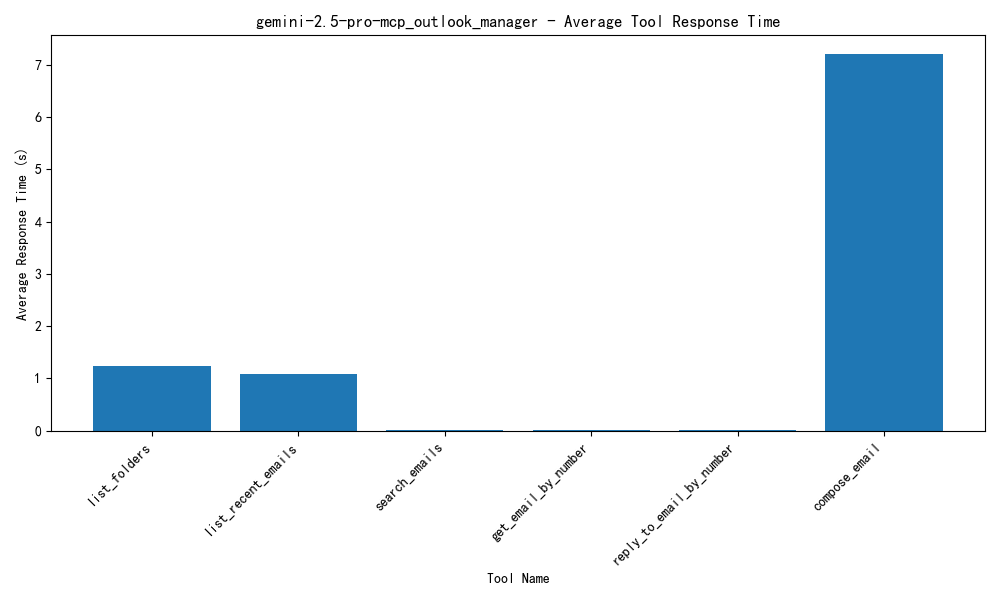 gemini-2.5-pro-mcp_outlook_manager - Average Tool Response Time
Average Response Time (s)
7
6
5
4
3
2
1
0
list_folders
list_recent_emails
search_emails
get_email_by_number
reply_to_email_by_number
compose_email
Tool Name